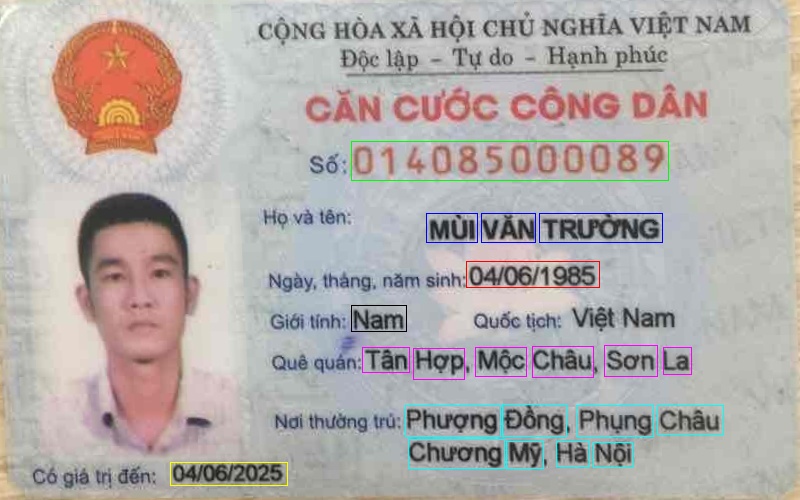 CỘNG HÒA XÃ HỘI CHỦ NGHĨA VIỆT NAM
Độc lập - Tự do - Hạnh phúc
CĂN CƯỚC CÔNG DÂN
Số: 014085000089
Họ và tên: MÙI VĂN TRƯỜNG
Ngày, tháng, năm sinh: 04/06/1985
Giới tính: Nam Quốc tịch: Việt Nam
Quê quán: Tân Hợp, Mộc Châu, Sơn La
Nơi thường trú: Phượng Đồng, Phụng Châu
Chương Mỹ, Hà Nội
Có giá trị đến: 04/06/2025